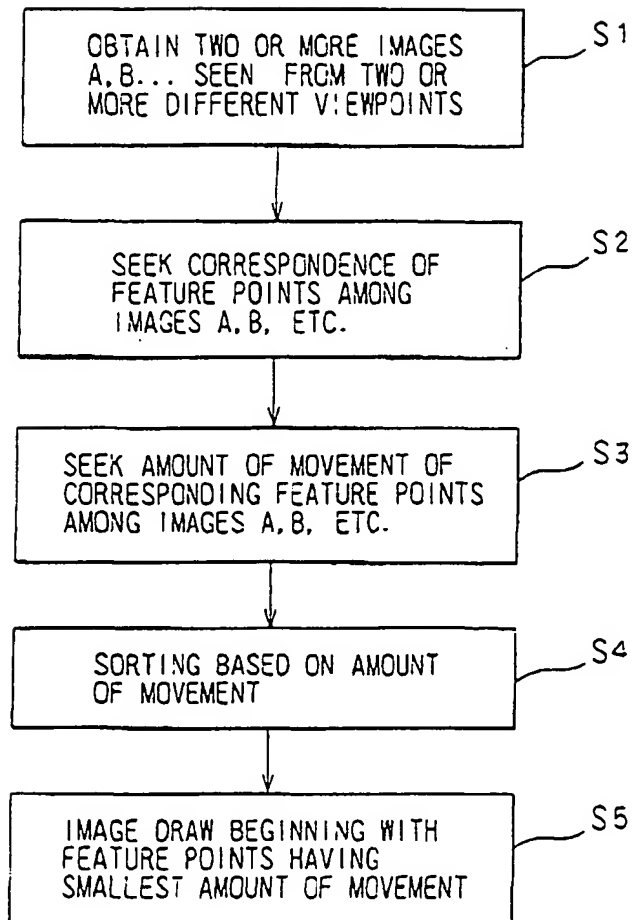 OBTAIN TWO OR MORE IMAGES
A,B... SEEN FROM TWO OR
MORE DIFFERENT VIEWPOINTS
S1
SEEK CORRESPONDENCE OF
FEATURE POINTS AMONG
IMAGES A,B, ETC.
S2
SEEK AMOUNT OF MOVEMENT OF
CORRESPONDING FEATURE POINTS
AMONG IMAGES A,B, ETC.
S3
SORTING BASED ON AMOUNT
OF MOVEMENT
S4
IMAGE DRAW BEGINNING WITH
FEATURE POINTS HAVING
SMALLEST AMOUNT OF MOVEMENT
S5